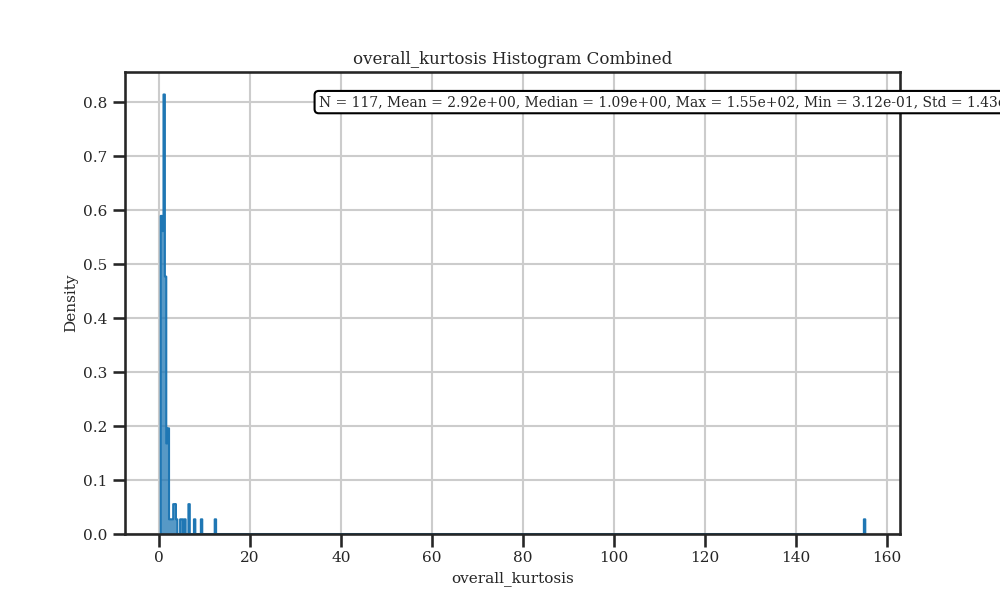 overall_kurtosis Histogram Combined
N = 117, Mean = 2.92e+00, Median = 1.09e+00, Max = 1.55e+02, Min = 3.12e-01, Std = 1.43
0.8
0.7
0.6
0.5
0.4
0.3
0.2
0.1
0.0
Density
0 20 40 60 80 100 120 140 160
overall_kurtosis